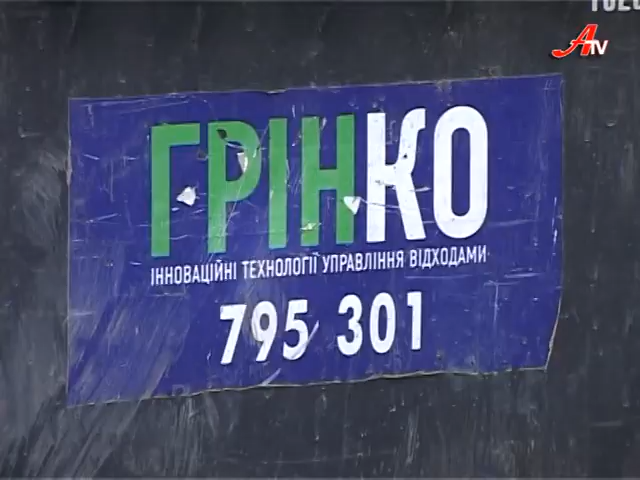 ATV
ГРІНКО
ІННОВАЦІЙНІ ТЕХНОЛОГІЇ УПРАВЛІННЯ ВІДХОДАМИ
795 301